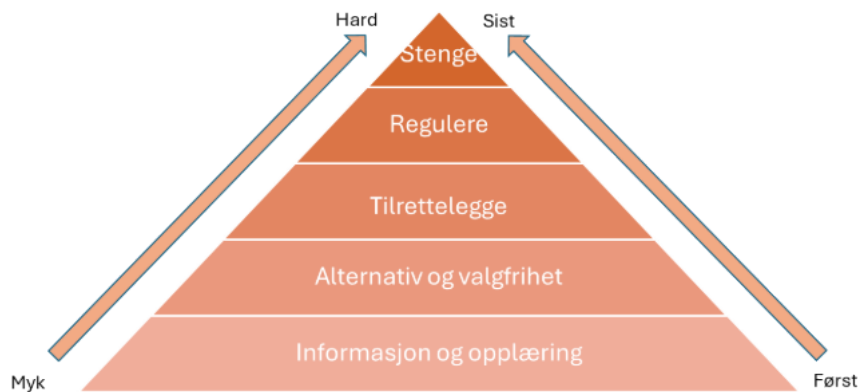 Hard
Sist
Stenge
Regulere
Tilrettelegge
Alternativ og valgfrihet
Informasjon og opplæring
Myk
Først